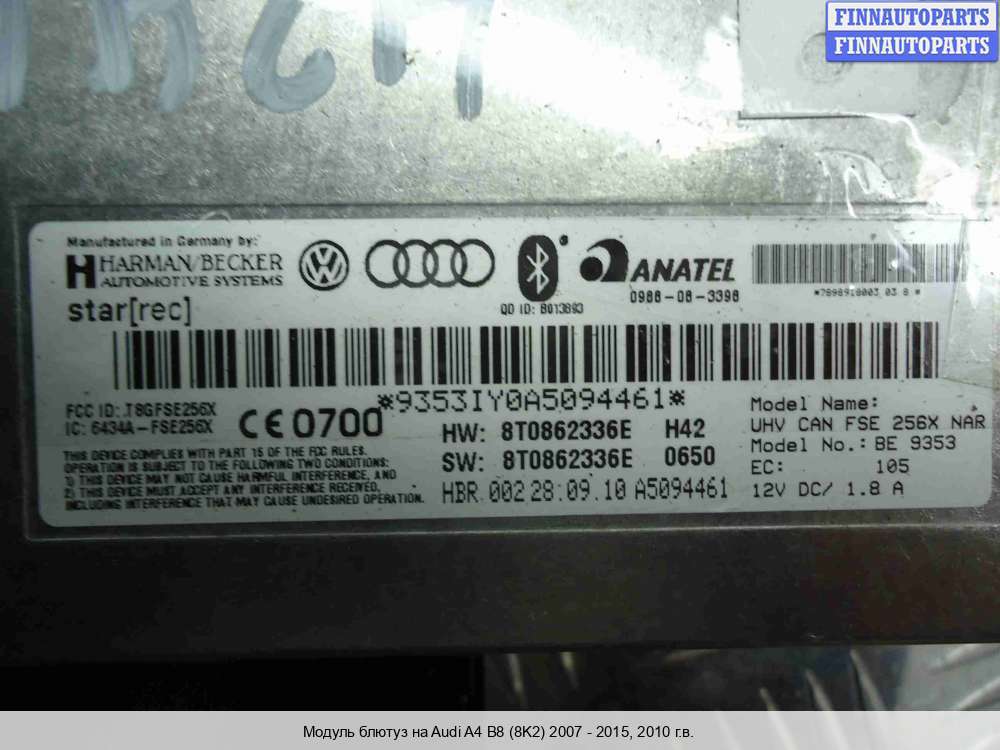 FINNAUTOPARTS
FINNAUTOPARTS
Manufactured in Germany by:
HARMAN/BECKER
AUTOMOTIVE SYSTEMS
star[rec]
QD ID: B013893
ANATEL
0986-08-3396
FCC ID: T8GFSE256X
IC: 6434A-FSE256X
CE 0700
*9353IY0A5094461*
HW: 8T0862336E H42
SW: 8T0862336E 0650
HBR 002 28.09.10 A5094461
THIS DEVICE COMPLIES WITH PART 15 OF THE FCC RULES.
OPERATION IS SUBJECT TO THE FOLLOWING TWO CONDITIONS:
1) THIS DEVICE MAY NOT CAUSE HARMFUL INTERFERENCE, AND
2) THIS DEVICE MUST ACCEPT ANY INTERFERENCE RECEIVED,
INCLUDING INTERFERENCE THAT MAY CAUSE UNDESIRED OPERATION.
Model Name:
UHV CAN FSE 256X NAR
Model No.: BE 9353
EC: 105
12V DC/ 1.8 A
Модуль блютуз на Audi A4 B8 (8K2) 2007 - 2015, 2010 г.в.